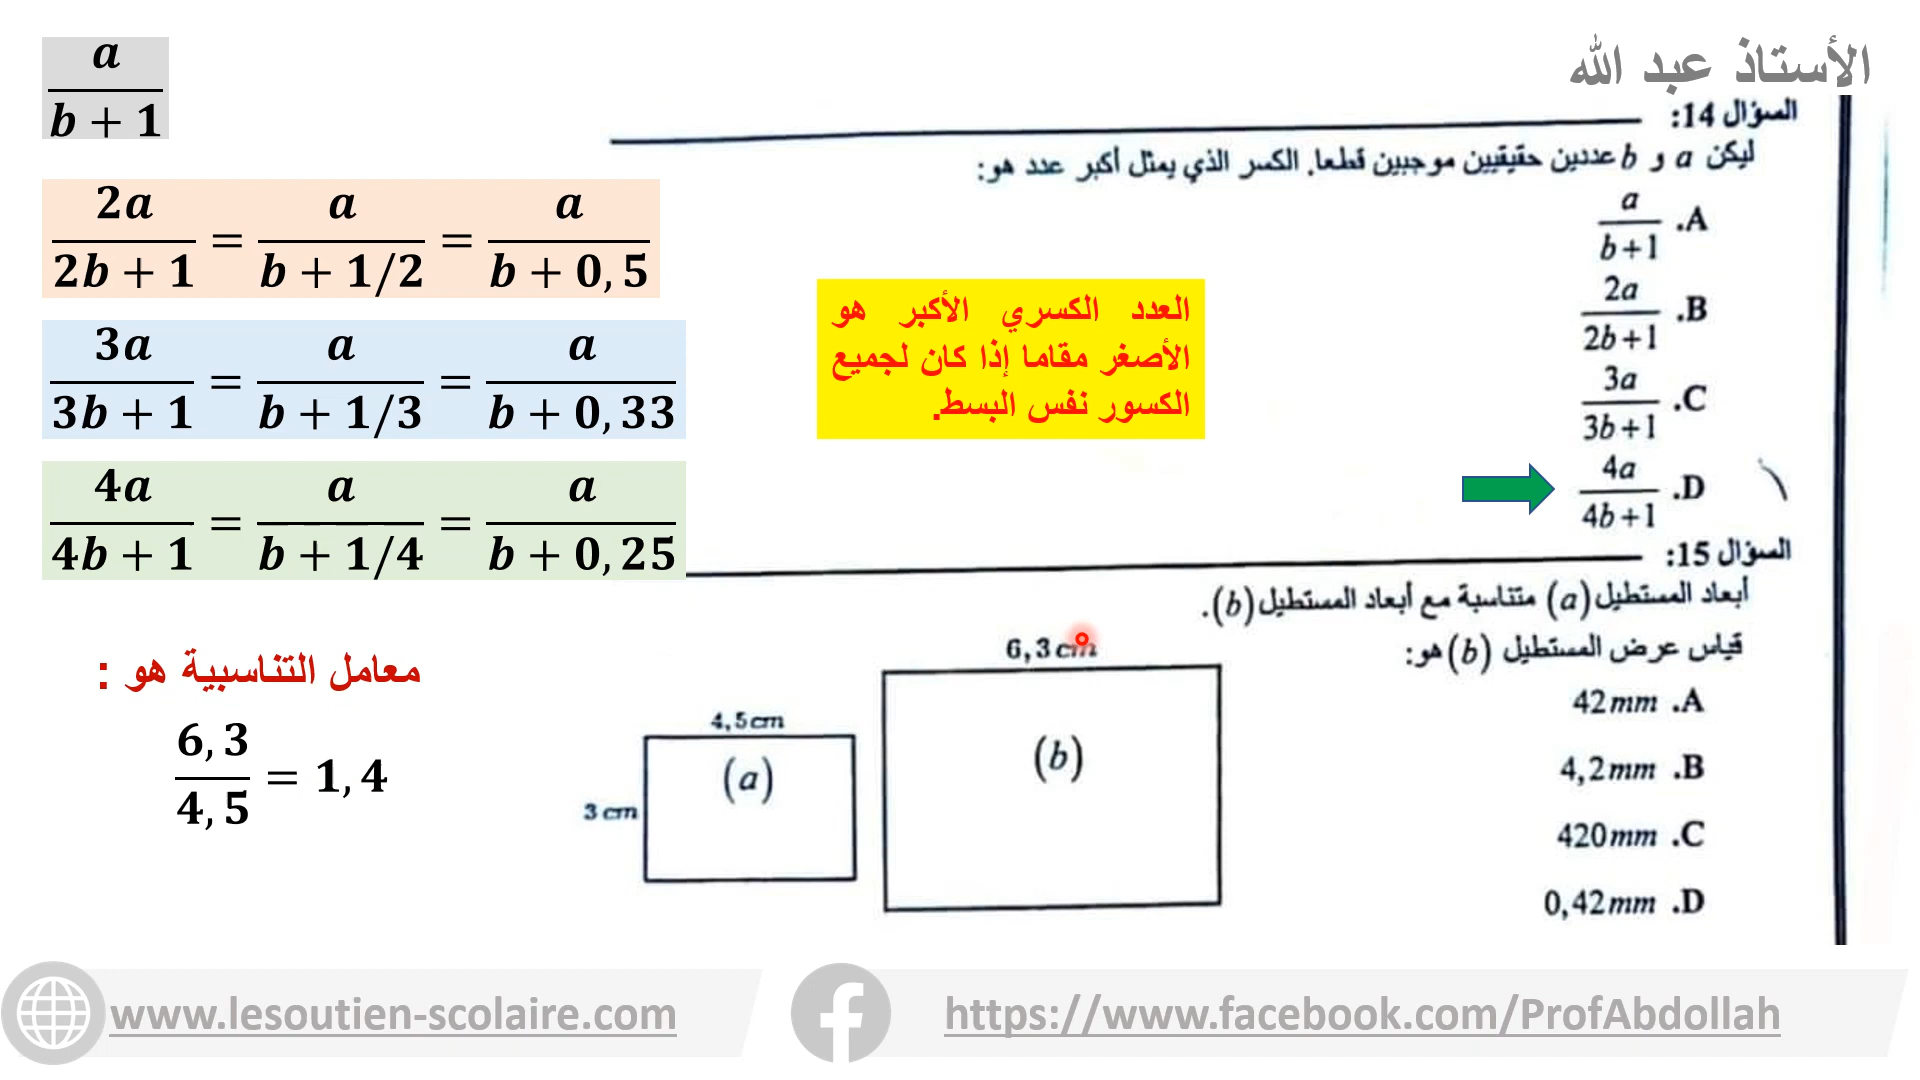 الأستاذ عبد الله
السؤال 14:
ليكن a و b عددين حقيقيين موجبين قطعا. الكسر الذي يمثل أكبر عدد هو:
A. a/(b+1)
B. 2a/(2b+1)
C. 3a/(3b+1)
D. 4a/(4b+1)
a/(b + 1)
2a/(2b + 1) = a/(b + 1/2) = a/(b + 0,5)
3a/(3b + 1) = a/(b + 1/3) = a/(b + 0,33)
4a/(4b + 1) = a/(b + 1/4) = a/(b + 0,25)
العدد الكسري الأكبر هو
الأصغر مقاما إذا كان لجميع
الكسور نفس البسط.
السؤال 15:
أبعاد المستطيل (a) متناسبة مع أبعاد المستطيل (b).
قياس عرض المستطيل (b) هو:
A. 42mm
B. 4,2mm
C. 420mm
D. 0,42mm
6,3cm
(b)
4,5cm
(a)
3cm
معامل التناسبية هو :
6,3/4,5 = 1,4
www.lesoutien-scolaire.com
https://www.facebook.com/ProfAbdollah